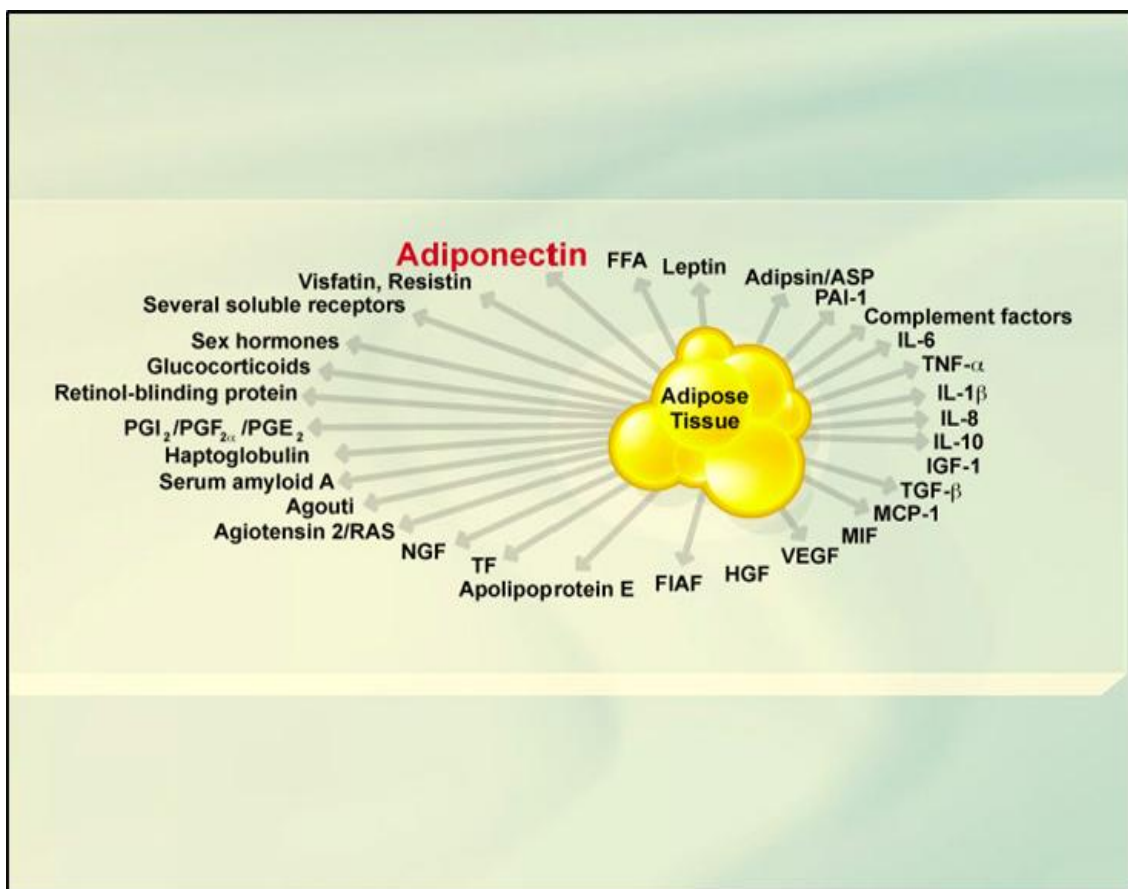 Adiponectin
FFA
Leptin
Adipsin/ASP
PAI-1
Complement factors
IL-6
TNF-α
IL-1β
IL-8
IL-10
IGF-1
TGF-β
MCP-1
MIF
VEGF
HGF
FIAF
Apolipoprotein E
TF
NGF
Agiotensin 2/RAS
Agouti
Serum amyloid A
Haptoglobulin
PGI₂/PGF₂α/PGE₂
Retinol-blinding protein
Glucocorticoids
Sex hormones
Several soluble receptors
Visfatin, Resistin
Adipose
Tissue